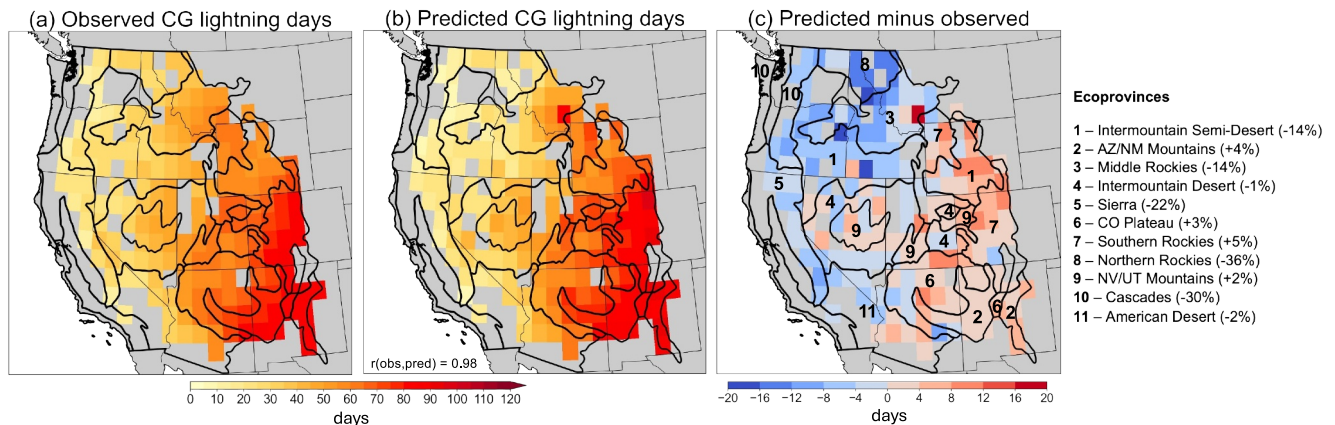 (a) Observed CG lightning days
(b) Predicted CG lightning days
(c) Predicted minus observed
r(obs,pred) = 0.98
0 10 20 30 40 50 60 70 80 90 100 110 120
days
8
10
10
3
7
7
1
1
5
4
4
9
9
7
4
9
6
11
2
6
2
−20 −16 −12 −8 −4 0 4 8 12 16 20
days
Ecoprovinces
1 – Intermountain Semi-Desert (-14%)
2 – AZ/NM Mountains (+4%)
3 – Middle Rockies (-14%)
4 – Intermountain Desert (-1%)
5 – Sierra (-22%)
6 – CO Plateau (+3%)
7 – Southern Rockies (+5%)
8 – Northern Rockies (-36%)
9 – NV/UT Mountains (+2%)
10 – Cascades (-30%)
11 – American Desert (-2%)